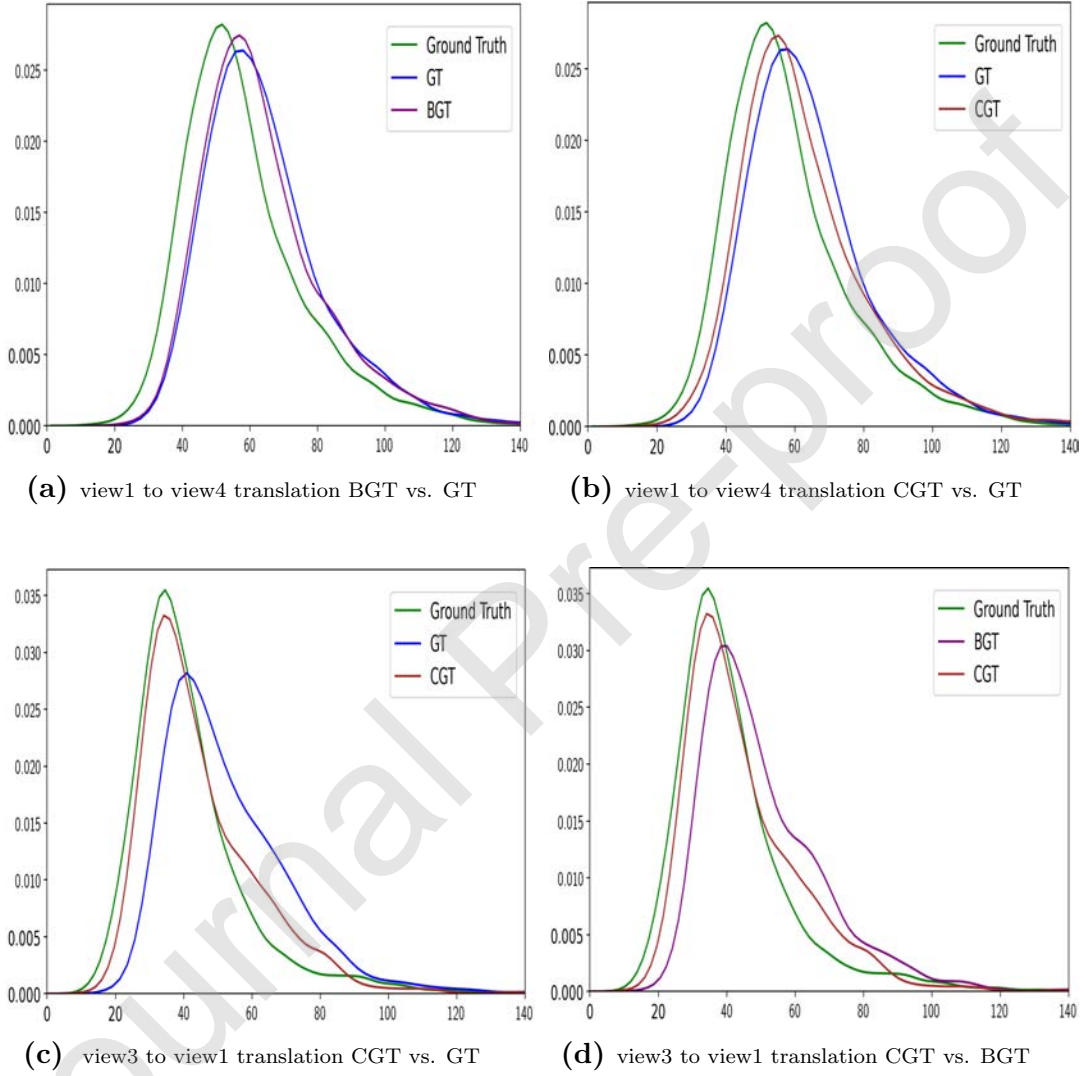 0.025
0.020
0.015
0.010
0.005
0.000
0 20 40 60 80 100 120 140
Ground Truth
GT
BGT
(a) view1 to view4 translation BGT vs. GT
0.025
0.020
0.015
0.010
0.005
0.000
0 20 40 60 80 100 120 140
Ground Truth
GT
CGT
(b) view1 to view4 translation CGT vs. GT
0.035
0.030
0.025
0.020
0.015
0.010
0.005
0.000
0 20 40 60 80 100 120 140
Ground Truth
GT
CGT
(c) view3 to view1 translation CGT vs. GT
0.035
0.030
0.025
0.020
0.015
0.010
0.005
0.000
0 20 40 60 80 100 120 140
Ground Truth
BGT
CGT
(d) view3 to view1 translation CGT vs. BGT
ournal Pre-proof